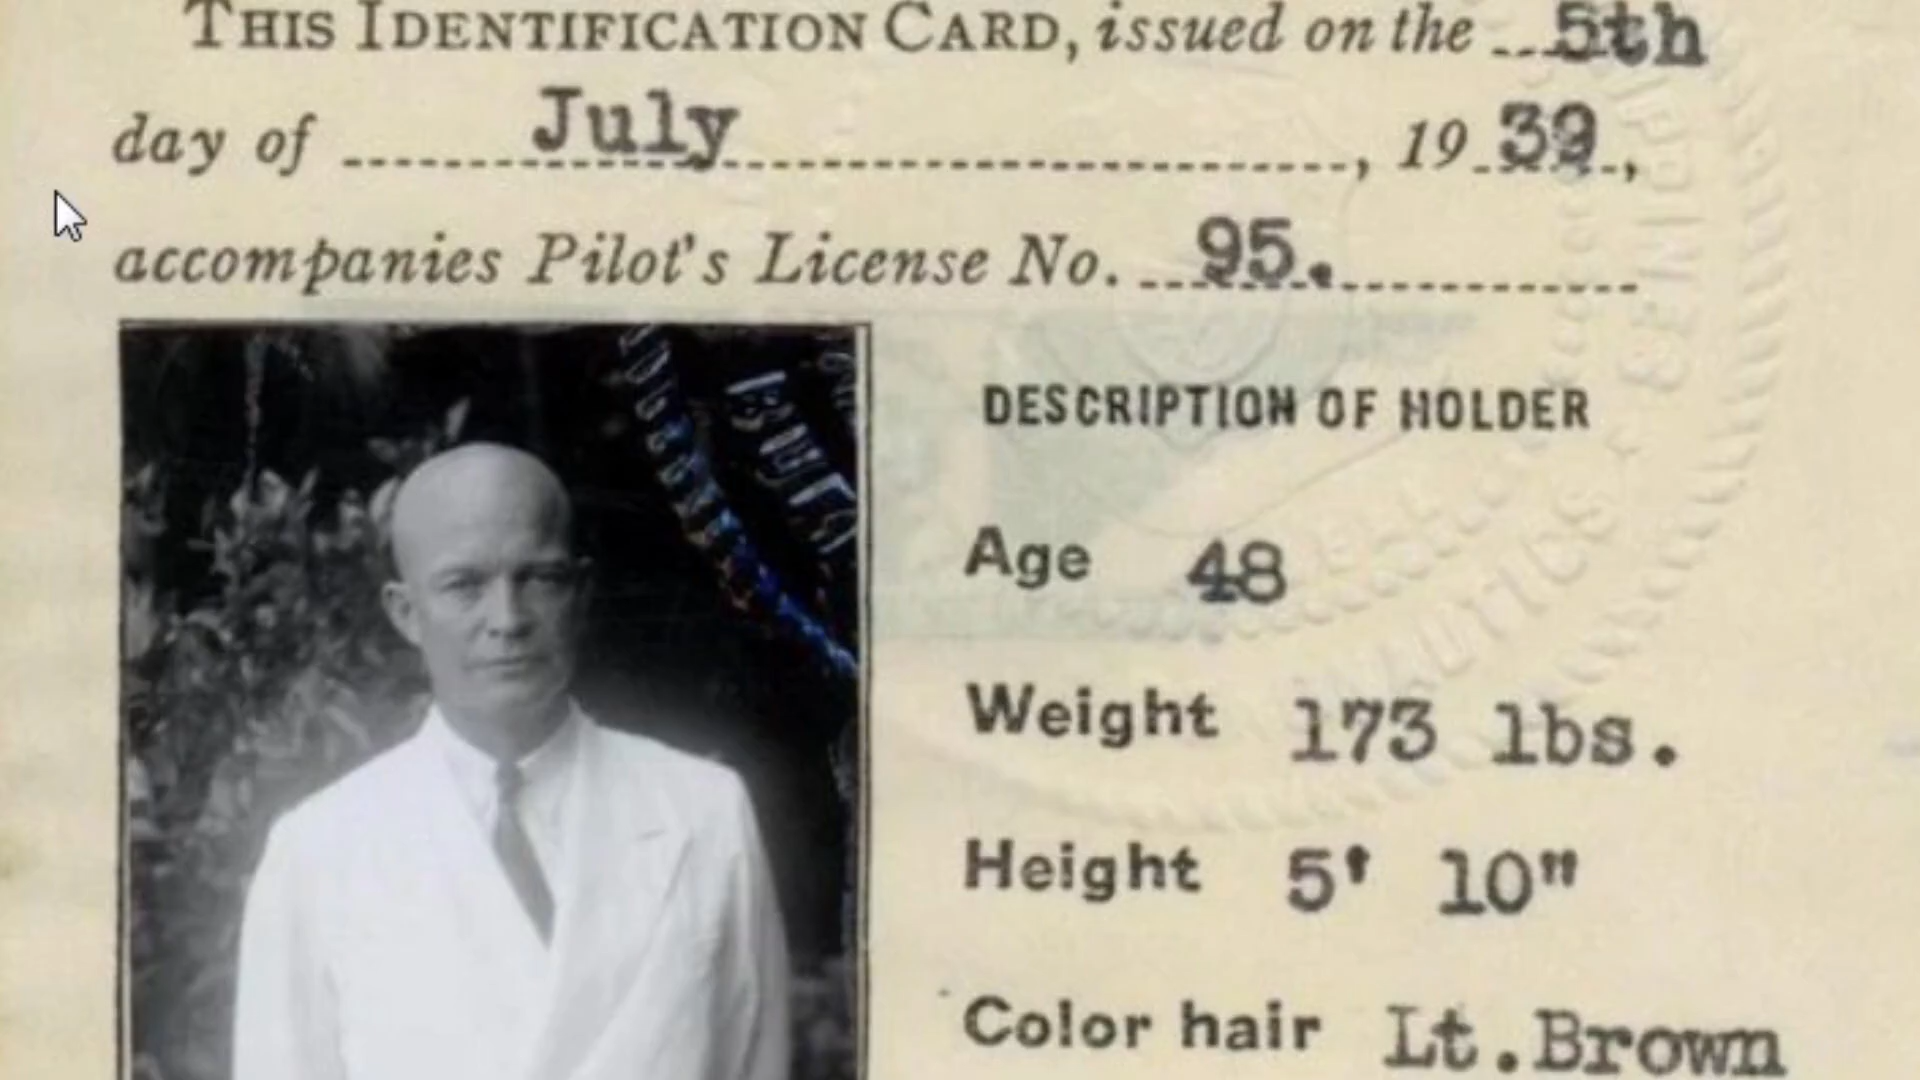 THIS IDENTIFICATION CARD, issued on the 5th
day of July, 1939,
accompanies Pilot's License No. 95.
DESCRIPTION OF HOLDER
Age 48
Weight 173 lbs.
Height 5' 10"
Color hair Lt.Brown